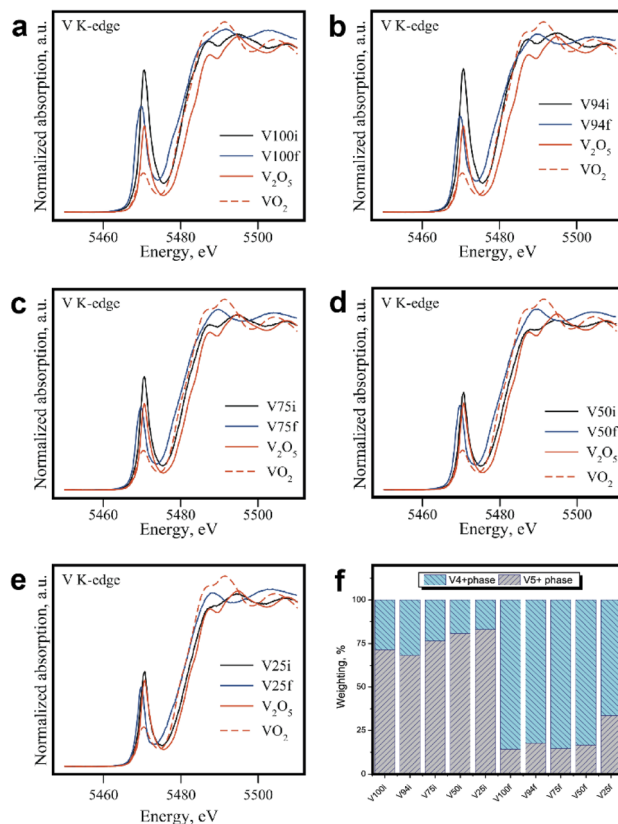 a
V K-edge
Normalized absorption, a.u.
V100i
V100f
V₂O₅
VO₂
5460 5480 5500
Energy, eV
b
V K-edge
Normalized absorption, a.u.
V94i
V94f
V₂O₅
VO₂
5460 5480 5500
Energy, eV
c
V K-edge
Normalized absorption, a.u.
V75i
V75f
V₂O₅
VO₂
5460 5480 5500
Energy, eV
d
V K-edge
Normalized absorption, a.u.
V50i
V50f
V₂O₅
VO₂
5460 5480 5500
Energy, eV
e
V K-edge
Normalized absorption, a.u.
V25i
V25f
V₂O₅
VO₂
5460 5480 5500
Energy, eV
f
V4+phase V5+ phase
Weighting, %
100
75
50
25
0
V100i V94i V75i V50i V25i V100f V94f V75f V50f V25f